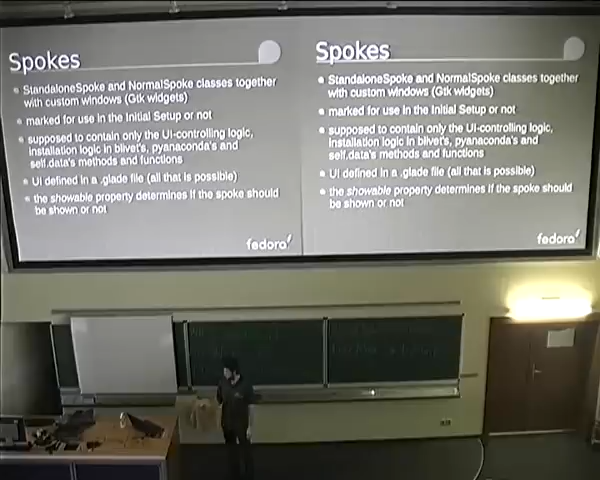 Spokes
StandaloneSpoke and NormalSpoke classes together
with custom windows (Gtk widgets)
marked for use in the Initial Setup or not
supposed to contain only the UI-controlling logic,
installation logic in blivet's, pyanaconda's and
self.data's methods and functions
UI defined in a .glade file (all that is possible)
the showable property determines if the spoke should
be shown or not
fedora
Spokes
StandaloneSpoke and NormalSpoke classes together
with custom windows (Gtk widgets)
marked for use in the Initial Setup or not
supposed to contain only the UI-controlling logic,
installation logic in blivet's, pyanaconda's and
self.data's methods and functions
UI defined in a .glade file (all that is possible)
the showable property determines if the spoke should
be shown or not
fedora